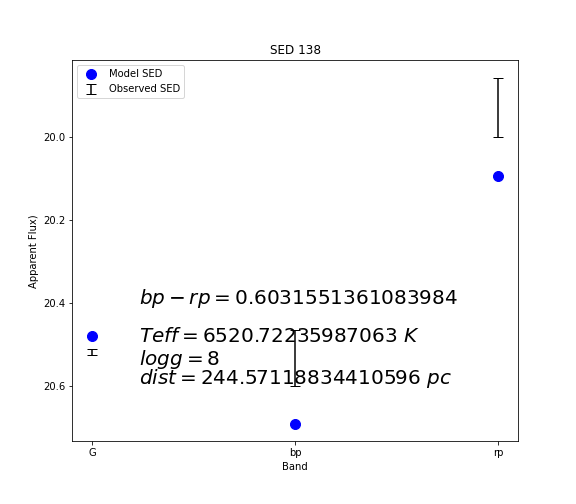 SED 138
Model SED
Observed SED
20.0
20.2
20.4
20.6
Apparent Flux)
bp − rp = 0.6031551361083984
Teff = 6520.72235987063 K
logg = 8
dist = 244.57118834410596 pc
G
bp
rp
Band